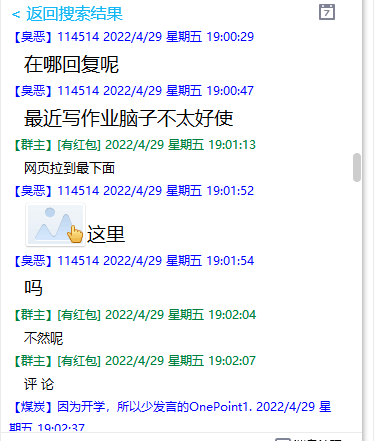 < 返回搜索结果
7
【臭恶】114514 2022/4/29 星期五 19:00:29
在哪回复呢
【臭恶】114514 2022/4/29 星期五 19:00:47
最近写作业脑子不太好使
【群主】[有红包] 2022/4/29 星期五 19:01:13
网页拉到最下面
【臭恶】114514 2022/4/29 星期五 19:01:52
这里
【臭恶】114514 2022/4/29 星期五 19:01:54
吗
【群主】[有红包] 2022/4/29 星期五 19:02:04
不然呢
【群主】[有红包] 2022/4/29 星期五 19:02:07
评 论
【煤炭】因为开学，所以少发言的OnePoint1. 2022/4/29 星
期五 19:02:37